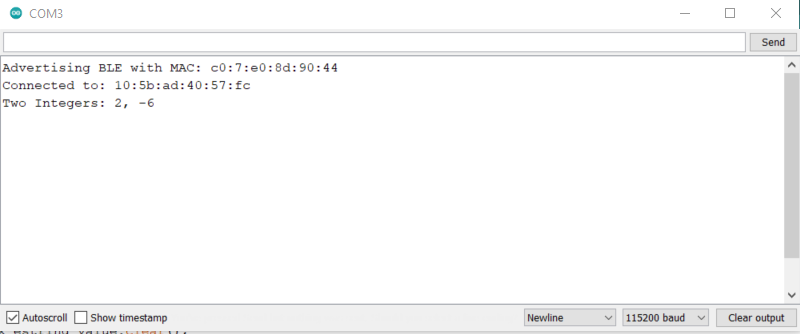 COM3
Send
Advertising BLE with MAC: c0:7:e0:8d:90:44
Connected to: 10:5b:ad:40:57:fc
Two Integers: 2, -6
Autoscroll Show timestamp Newline 115200 baud Clear output